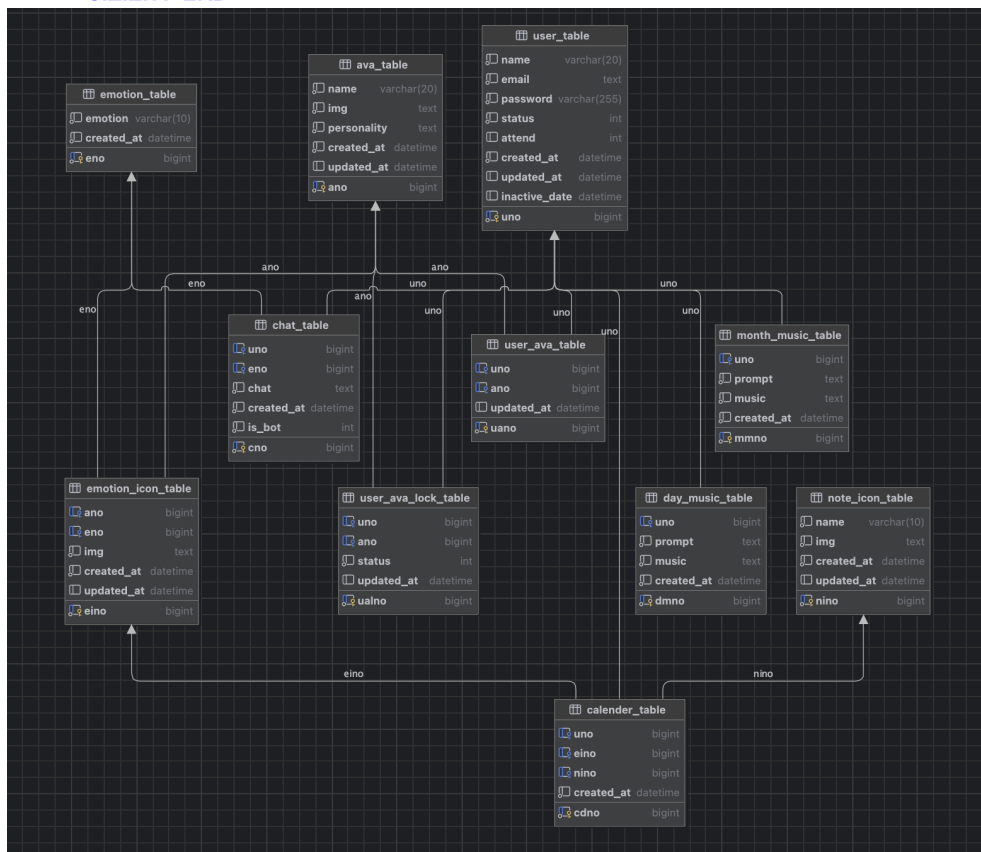 user_table
name varchar(20)
email text
password varchar(255)
status int
attend int
created_at datetime
updated_at datetime
inactive_date datetime
uno bigint
ava_table
name varchar(20)
img text
personality text
created_at datetime
updated_at datetime
ano bigint
emotion_table
emotion varchar(10)
created_at datetime
eno bigint
ano
ano
eno
uno
uno
ano
eno
uno
uno
uno
uno
chat_table
uno bigint
eno bigint
chat text
created_at datetime
is_bot int
cno bigint
user_ava_table
uno bigint
ano bigint
updated_at datetime
uano bigint
month_music_table
uno bigint
prompt text
music text
created_at datetime
mmno bigint
emotion_icon_table
ano bigint
eno bigint
img text
created_at datetime
updated_at datetime
eino bigint
user_ava_lock_table
uno bigint
ano bigint
status int
updated_at datetime
ualno bigint
day_music_table
uno bigint
prompt text
music text
created_at datetime
dmno bigint
note_icon_table
name varchar(10)
img text
created_at datetime
updated_at datetime
nino bigint
eino
nino
calender_table
uno bigint
eino bigint
nino bigint
created_at datetime
cdno bigint